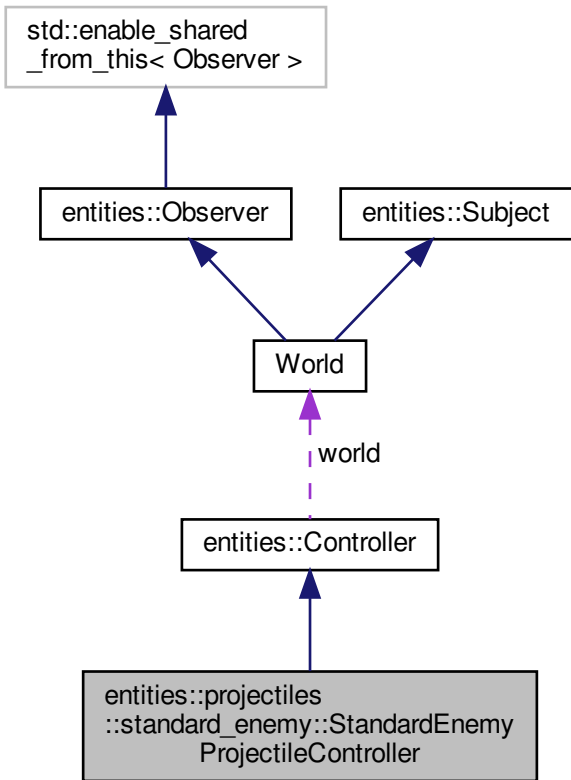 std::enable_shared
_from_this< Observer >
entities::Observer
entities::Subject
World
world
entities::Controller
entities::projectiles
::standard_enemy::StandardEnemy
ProjectileController